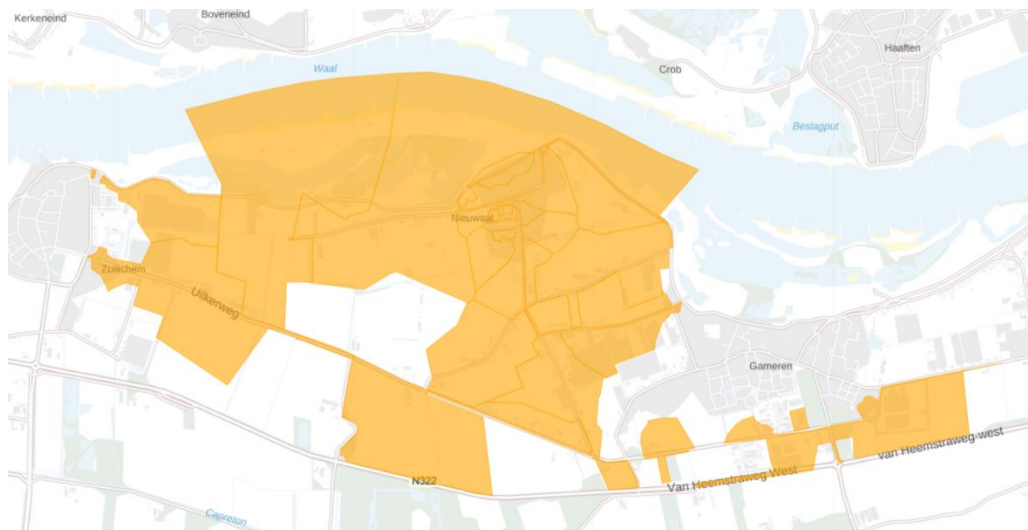 Kerkeneind
Boveneind
Haaften
Waal
Crob
Beslagput
Nieuwaal
Zuilichem
Uilkerweg
Gameren
van Heemstraweg-west
N322
Van Heemstraweg-West
Capreton